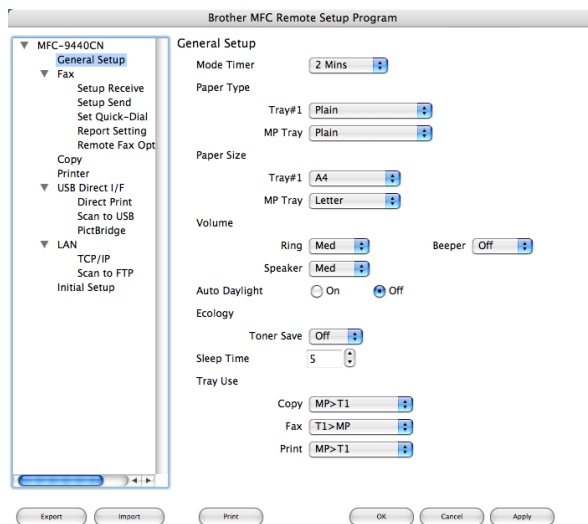 Brother MFC Remote Setup Program
MFC-9440CN
General Setup
Fax
Setup Receive
Setup Send
Set Quick-Dial
Report Setting
Remote Fax Opt
Copy
Printer
USB Direct I/F
Direct Print
Scan to USB
PictBridge
LAN
TCP/IP
Scan to FTP
Initial Setup
General Setup
Mode Timer 2 Mins
Paper Type
Tray#1 Plain
MP Tray Plain
Paper Size
Tray#1 A4
MP Tray Letter
Volume
Ring Med Beeper Off
Speaker Med
Auto Daylight On Off
Ecology
Toner Save Off
Sleep Time 5
Tray Use
Copy MP>T1
Fax T1>MP
Print MP>T1
Export Import Print OK Cancel Apply